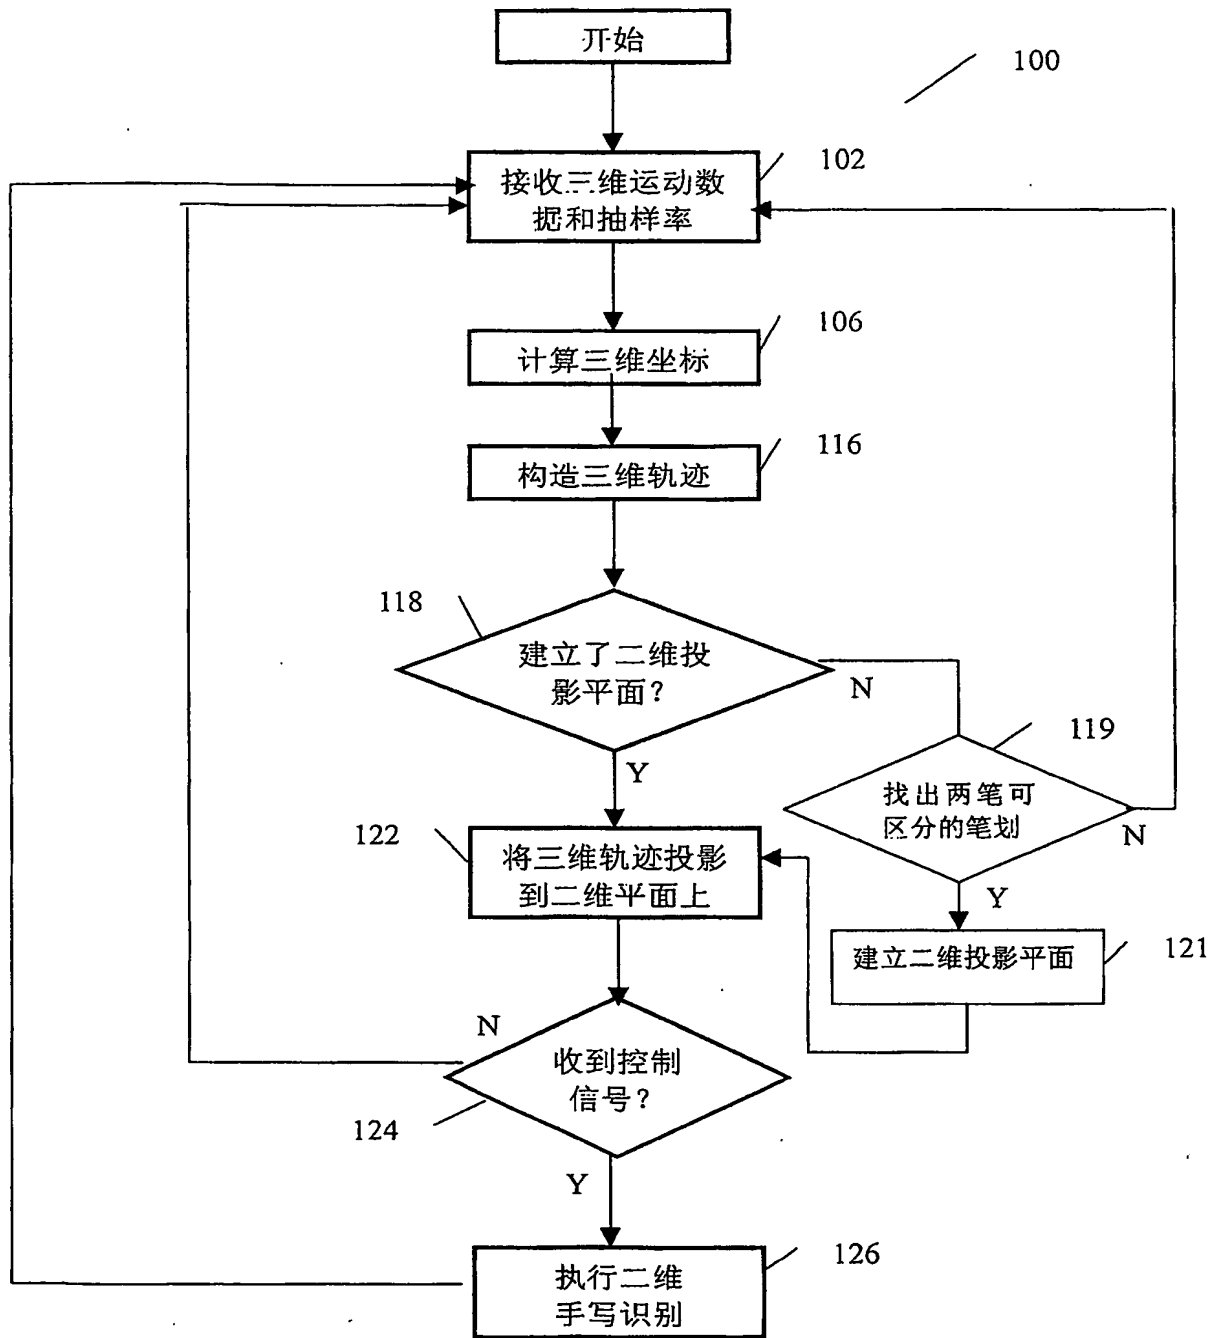 开始
100
102
接收三维运动数
据和抽样率
106
计算三维坐标
116
构造三维轨迹
118
建立了二维投
影平面？
N
119
找出两笔可
区分的笔划
N
Y
Y
122
将三维轨迹投影
到二维平面上
建立二维投影平面
121
N
收到控制
信号？
124
Y
126
执行二维
手写识别